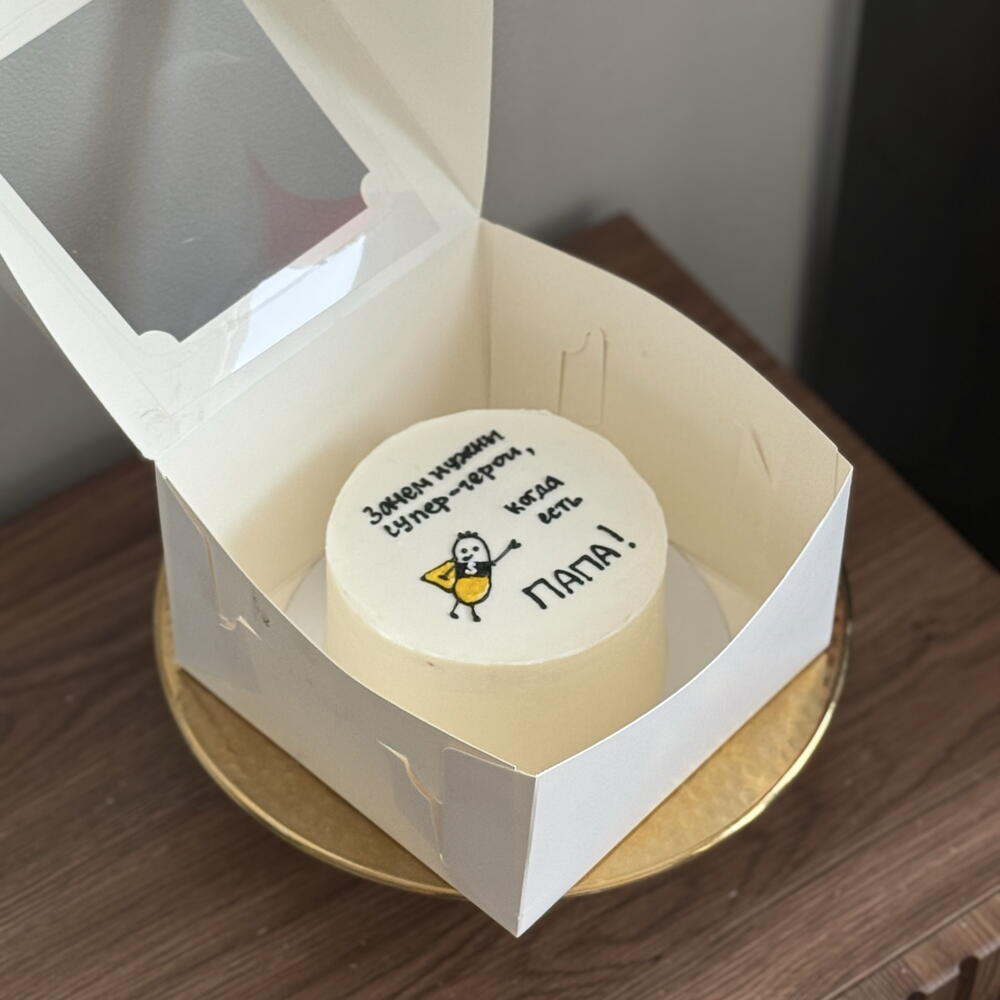 Зачем нужны
супер-герои,
когда
есть
ПАПА!
S